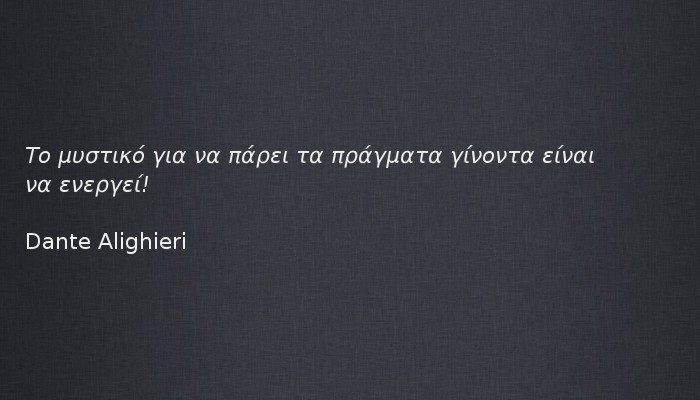 Το μυστικό για να πάρει τα πράγματα γίνοντα είναι
να ενεργεί!
Dante Alighieri